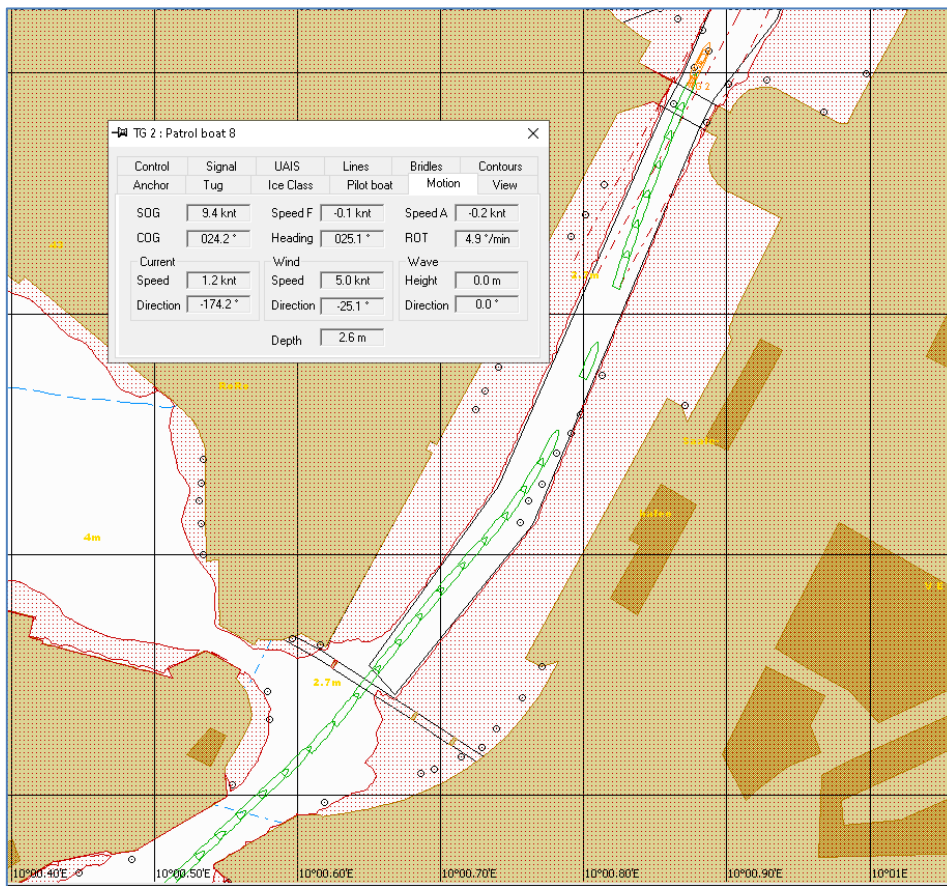 TG 2
TG 2 : Patrol boat 8
Control Signal UAIS Lines Bridles Contours
Anchor Tug Ice Class Pilot boat Motion View
SOG 9.4 knt Speed F -0.1 knt Speed A -0.2 knt
COG 024.2 ° Heading 025.1 ° ROT 4.9 °/min
Current Wind Wave
Speed 1.2 knt Speed 5.0 knt Height 0.0 m
Direction -174.2 ° Direction -25.1 ° Direction 0.0 °
Depth 2.6 m
4m
2.7m
10°00.40'E 10°00.50'E 10°00.60'E 10°00.70'E 10°00.80'E 10°00.90'E 10°01'E